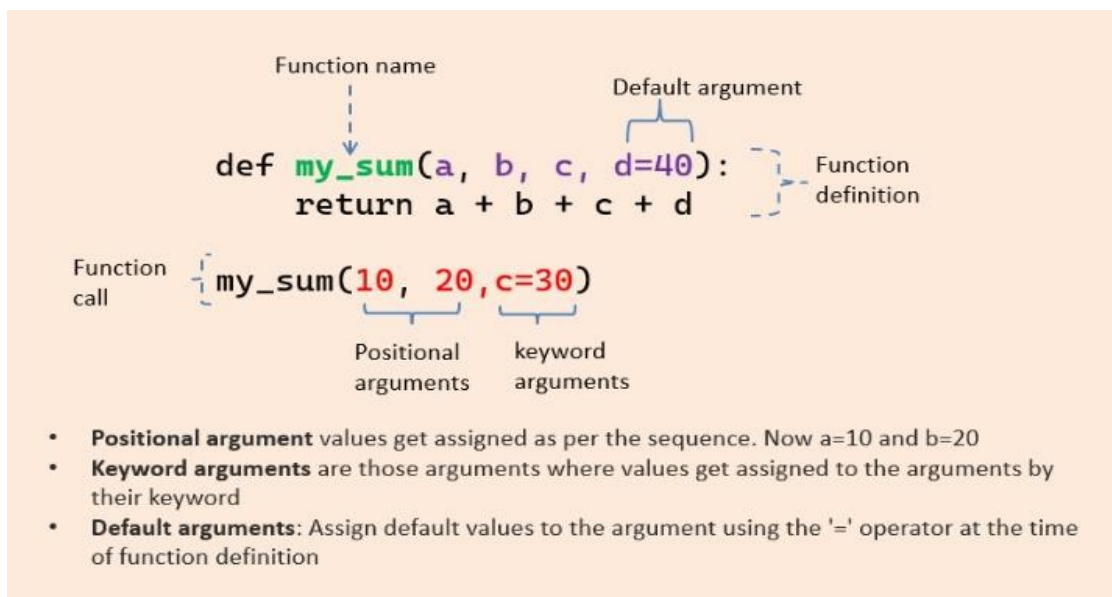 Function name
Default argument
def my_sum(a, b, c, d=40):
return a + b + c + d
Function
definition
Function
call
my_sum(10, 20,c=30)
Positional
arguments
keyword
arguments
• Positional argument values get assigned as per the sequence. Now a=10 and b=20
• Keyword arguments are those arguments where values get assigned to the arguments by
their keyword
• Default arguments: Assign default values to the argument using the '=' operator at the time
of function definition